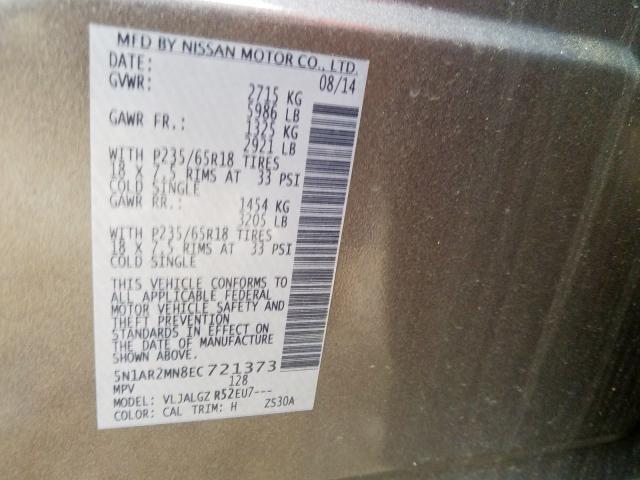 MFD BY NISSAN MOTOR CO., LTD.
DATE: 08/14
GVWR: 2715 KG
5986 LB
GAWR FR.: 1325 KG
2921 LB
WITH P235/65R18 TIRES
18 X 7.5 RIMS AT 33 PSI
COLD SINGLE
GAWR RR.: 1454 KG
3205 LB
WITH P235/65R18 TIRES
18 X 7.5 RIMS AT 33 PSI
COLD SINGLE
THIS VEHICLE CONFORMS TO
ALL APPLICABLE FEDERAL
MOTOR VEHICLE SAFETY AND
THEFT PREVENTION
STANDARDS IN EFFECT ON
THE DATE OF MANUFACTURE
SHOWN ABOVE.
5N1AR2MN8EC721373
MPV 128
MODEL: VLJALGZ R52EU7---
COLOR: CAL TRIM: H ZS30A